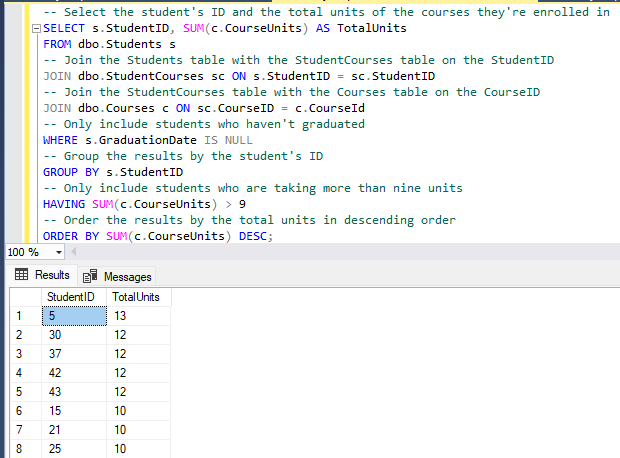 -- Select the student's ID and the total units of the courses they're enrolled in
SELECT s.StudentID, SUM(c.CourseUnits) AS TotalUnits
FROM dbo.Students s
-- Join the Students table with the StudentCourses table on the StudentID
JOIN dbo.StudentCourses sc ON s.StudentID = sc.StudentID
-- Join the StudentCourses table with the Courses table on the CourseID
JOIN dbo.Courses c ON sc.CourseID = c.CourseId
-- Only include students who haven't graduated
WHERE s.GraduationDate IS NULL
-- Group the results by the student's ID
GROUP BY s.StudentID
-- Only include students who are taking more than nine units
HAVING SUM(c.CourseUnits) > 9
-- Order the results by the total units in descending order
ORDER BY SUM(c.CourseUnits) DESC;
100 %
Results Messages
StudentID TotalUnits
1 5 13
2 30 12
3 37 12
4 42 12
5 43 12
6 15 10
7 21 10
8 25 10